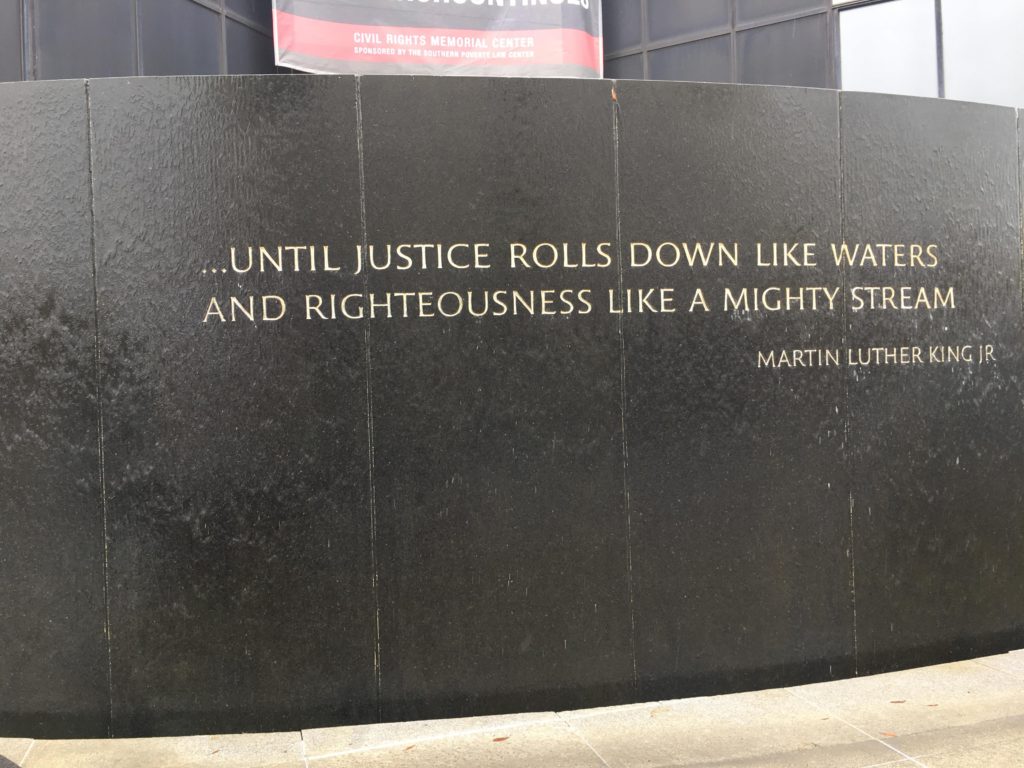 CONTINUES
CIVIL RIGHTS MEMORIAL CENTER
SPONSORED BY THE SOUTHERN POVERTY LAW CENTER
...UNTIL JUSTICE ROLLS DOWN LIKE WATERS
AND RIGHTEOUSNESS LIKE A MIGHTY STREAM
MARTIN LUTHER KING JR